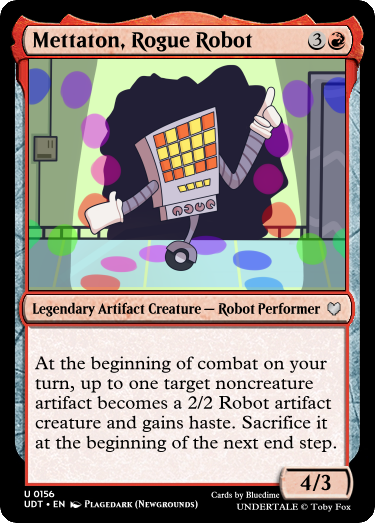 Mettaton, Rogue Robot 3
Legendary Artifact Creature — Robot Performer
At the beginning of combat on your
turn, up to one target noncreature
artifact becomes a 2/2 Robot artifact
creature and gains haste. Sacrifice it
at the beginning of the next end step.
4/3
U 0156
UDT • EN Plagedark (Newgrounds)
Cards by Bluedime
UNDERTALE © Toby Fox